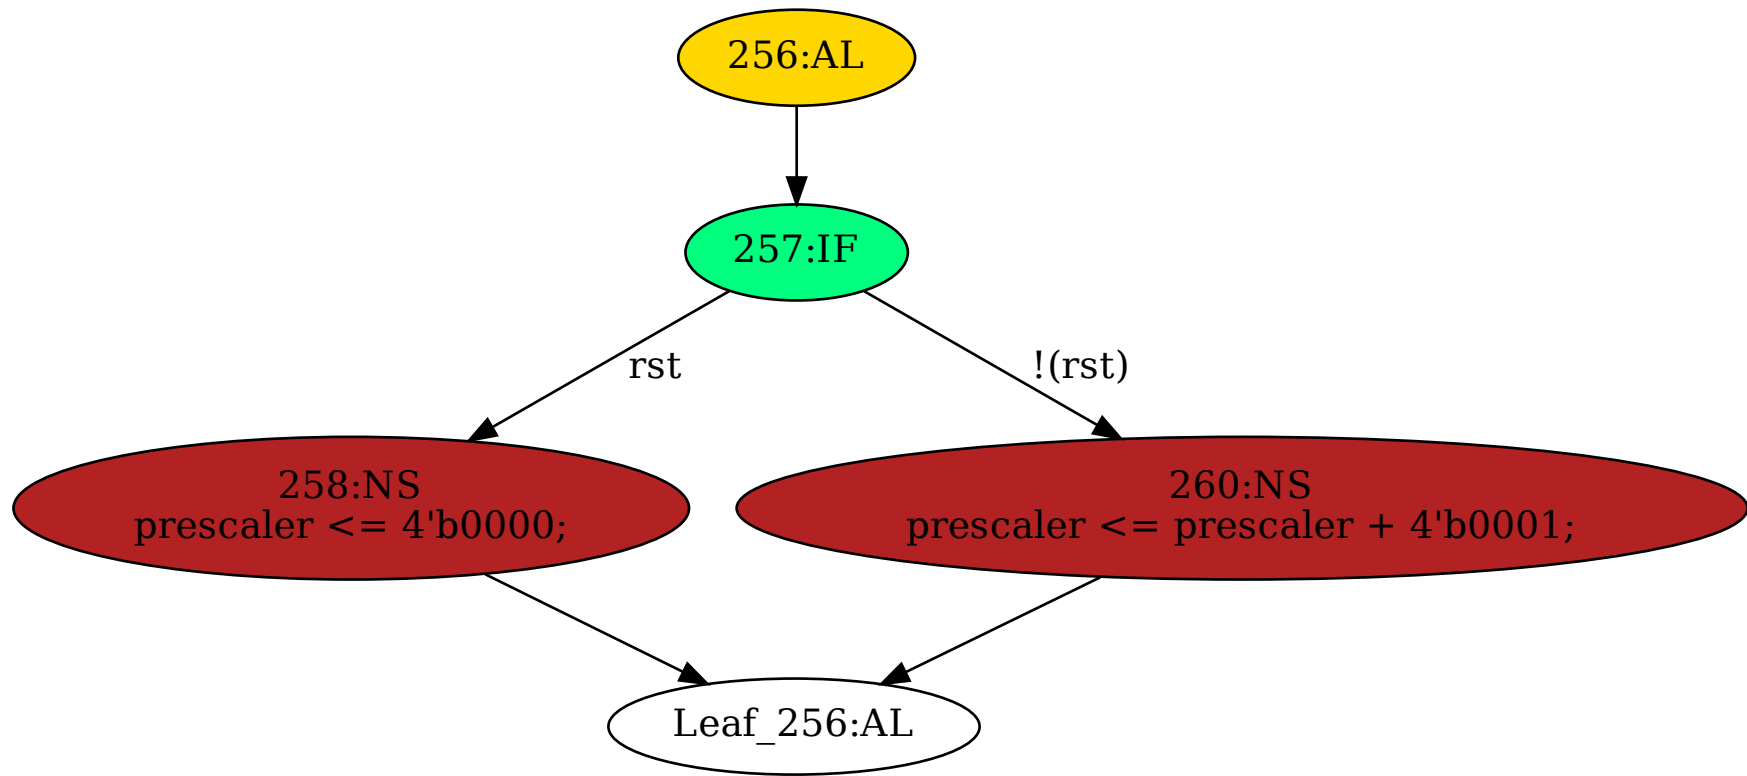 256:AL
257:IF
rst
!(rst)
258:NS
prescaler <= 4'b0000;
260:NS
prescaler <= prescaler + 4'b0001;
Leaf_256:AL